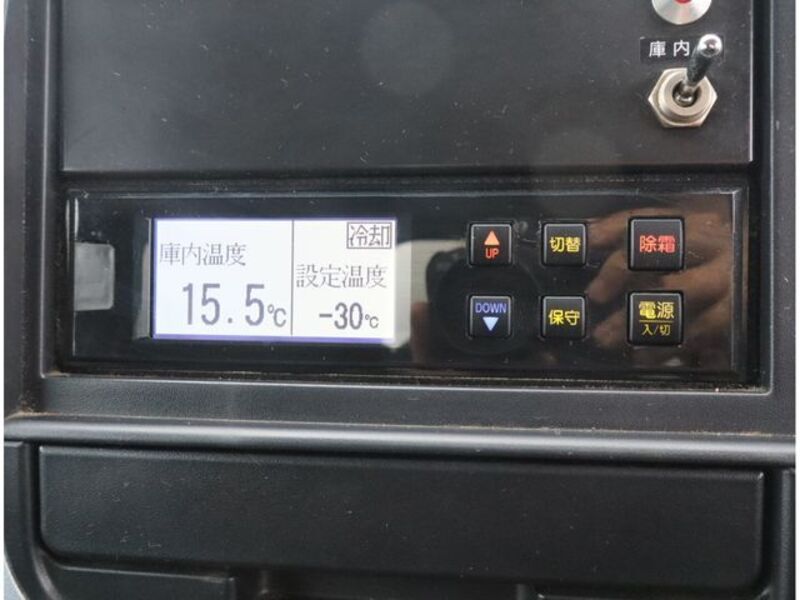 庫内
冷却
庫内温度
設定温度
15.5℃
-30℃
UP
切替
除霜
DOWN
保守
電源
入/切